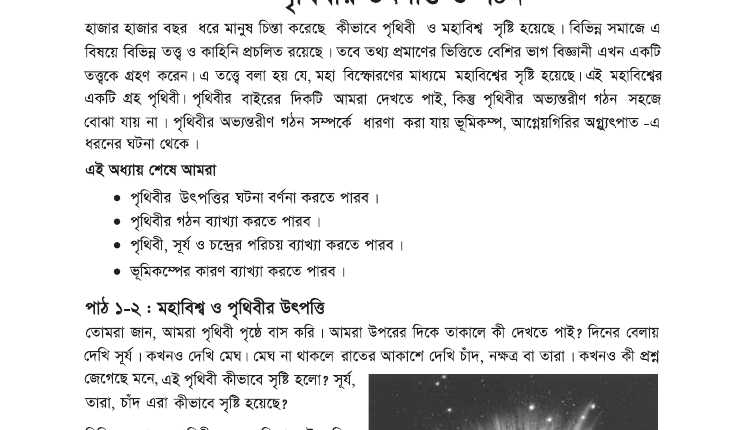 হাজার হাজার বছর ধরে মানুষ চিন্তা করেছে কীভাবে পৃথিবী ও মহাবিশ্ব সৃষ্টি হয়েছে। বিভিন্ন সমাজে এ
বিষয়ে বিভিন্ন তত্ত্ব ও কাহিনি প্রচলিত রয়েছে। তবে তথ্য প্রমাণের ভিত্তিতে বেশির ভাগ বিজ্ঞানী এখন একটি
তত্ত্বকে গ্রহণ করেন। এ তত্ত্বে বলা হয় যে, মহা বিস্ফোরণের মাধ্যমে মহাবিশ্বের সৃষ্টি হয়েছে। এই মহাবিশ্বের
একটি গ্রহ পৃথিবী। পৃথিবীর বাইরের দিকটি আমরা দেখতে পাই, কিন্তু পৃথিবীর অভ্যন্তরীণ গঠন সহজে
বোঝা যায় না। পৃথিবীর অভ্যন্তরীণ গঠন সম্পর্কে ধারণা করা যায় ভূমিকম্প, আগ্নেয়গিরির অগ্ন্যুৎপাত -এ
ধরনের ঘটনা থেকে।
এই অধ্যায় শেষে আমরা
• পৃথিবীর উৎপত্তির ঘটনা বর্ণনা করতে পারব।
• পৃথিবীর গঠন ব্যাখ্যা করতে পারব।
• পৃথিবী, সূর্য ও চন্দ্রের পরিচয় ব্যাখ্যা করতে পারব।
• ভূমিকম্পের কারণ ব্যাখ্যা করতে পারব।
পাঠ ১-২ : মহাবিশ্ব ও পৃথিবীর উৎপত্তি
তোমরা জান, আমরা পৃথিবী পৃষ্ঠে বাস করি। আমরা উপরের দিকে তাকালে কী দেখতে পাই? দিনের বেলায়
দেখি সূর্য। কখনও দেখি মেঘ। মেঘ না থাকলে রাতের আকাশে দেখি চাঁদ, নক্ষত্র বা তারা। কখনও কী প্রশ্ন
জেগেছে মনে, এই পৃথিবী কীভাবে সৃষ্টি হলো? সূর্য,
তারা, চাঁদ এরা কীভাবে সৃষ্টি হয়েছে?